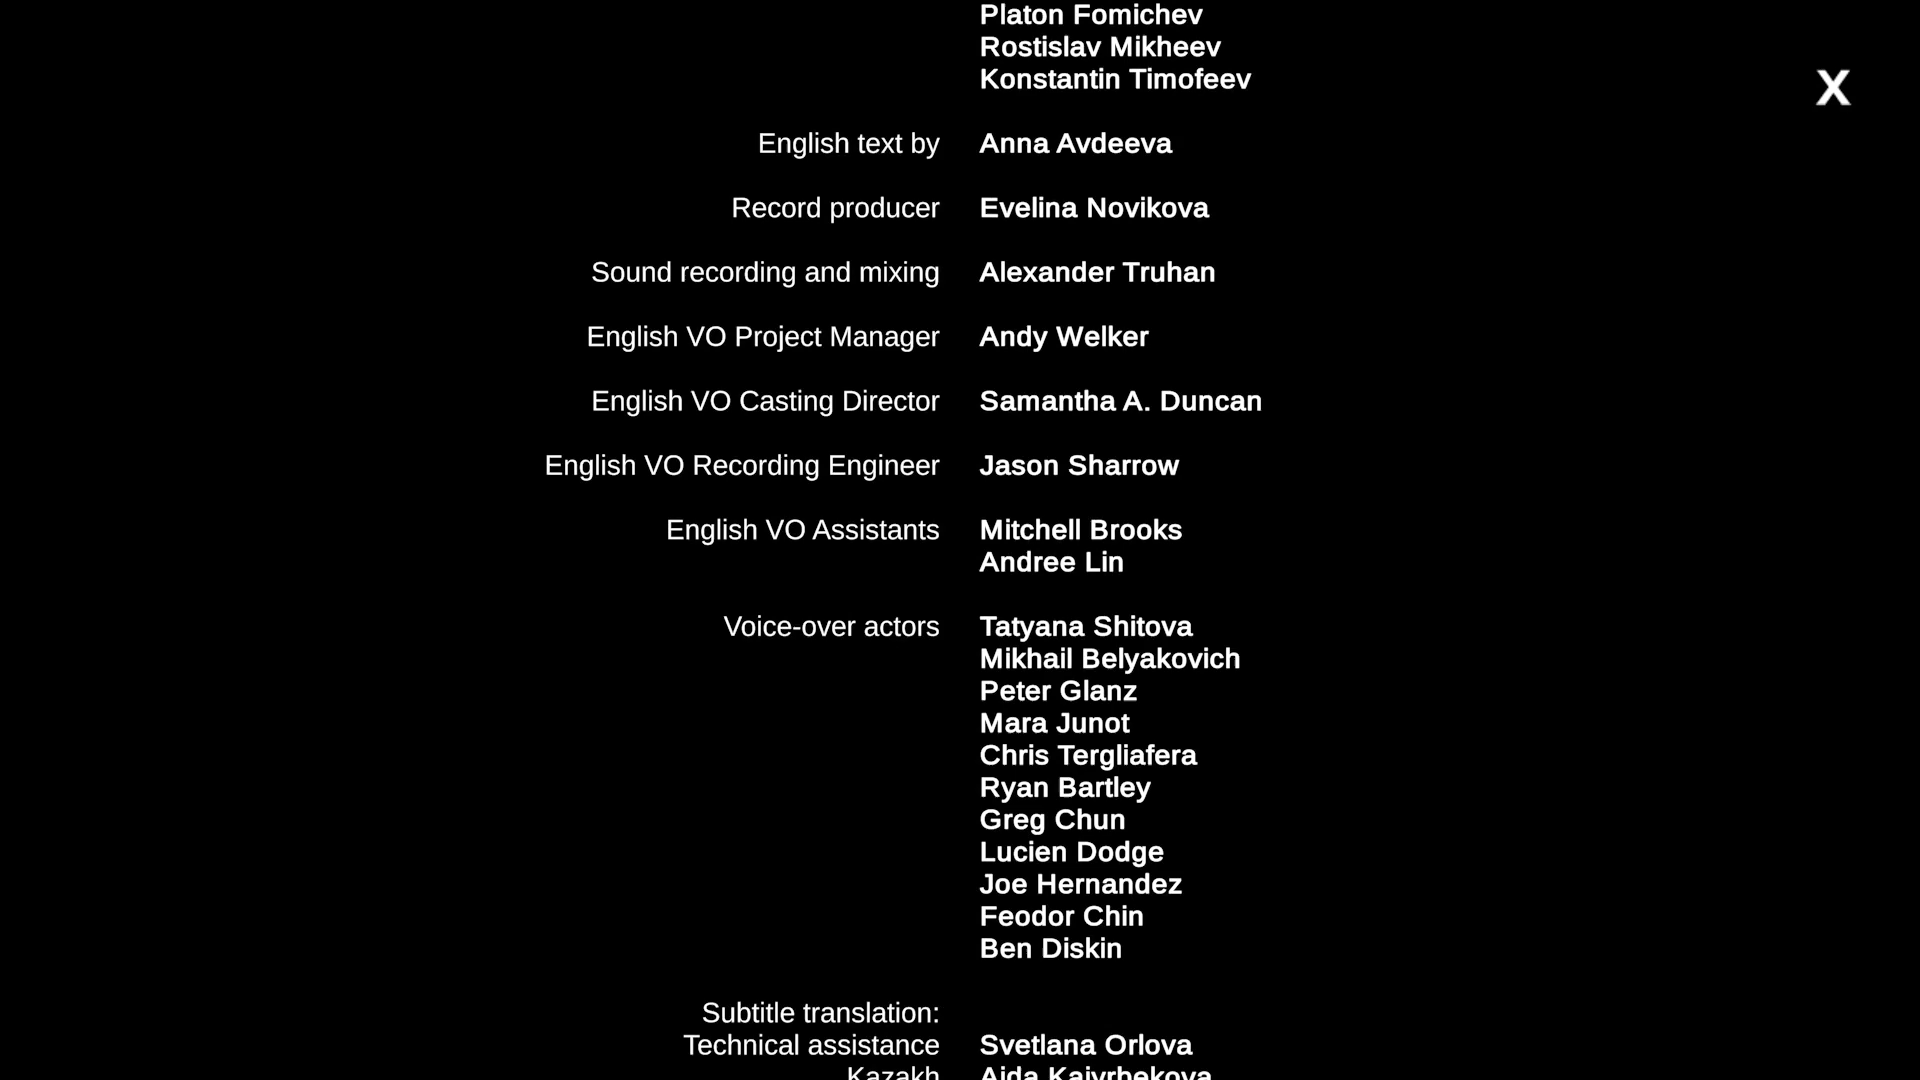 Platon Fomichev
Rostislav Mikheev
Konstantin Timofeev
X
English text by Anna Avdeeva
Record producer Evelina Novikova
Sound recording and mixing Alexander Truhan
English VO Project Manager Andy Welker
English VO Casting Director Samantha A. Duncan
English VO Recording Engineer Jason Sharrow
English VO Assistants Mitchell Brooks
Andree Lin
Voice-over actors Tatyana Shitova
Mikhail Belyakovich
Peter Glanz
Mara Junot
Chris Tergliafera
Ryan Bartley
Greg Chun
Lucien Dodge
Joe Hernandez
Feodor Chin
Ben Diskin
Subtitle translation:
Technical assistance Svetlana Orlova
Kazakh Aida Kaiyrbekova